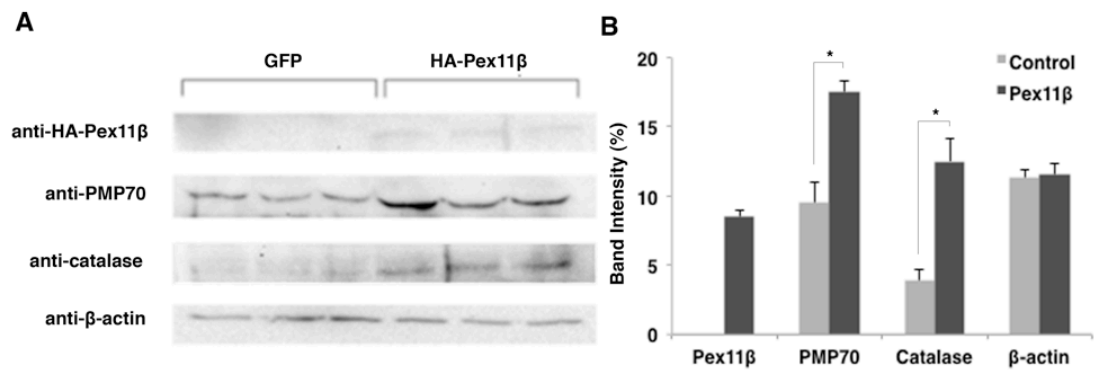 A
GFP
HA-Pex11β
anti-HA-Pex11β
anti-PMP70
anti-catalase
anti-β-actin
B
Band Intensity (%)
20
15
10
5
0
*
*
Control
Pex11β
Pex11β
PMP70
Catalase
β-actin